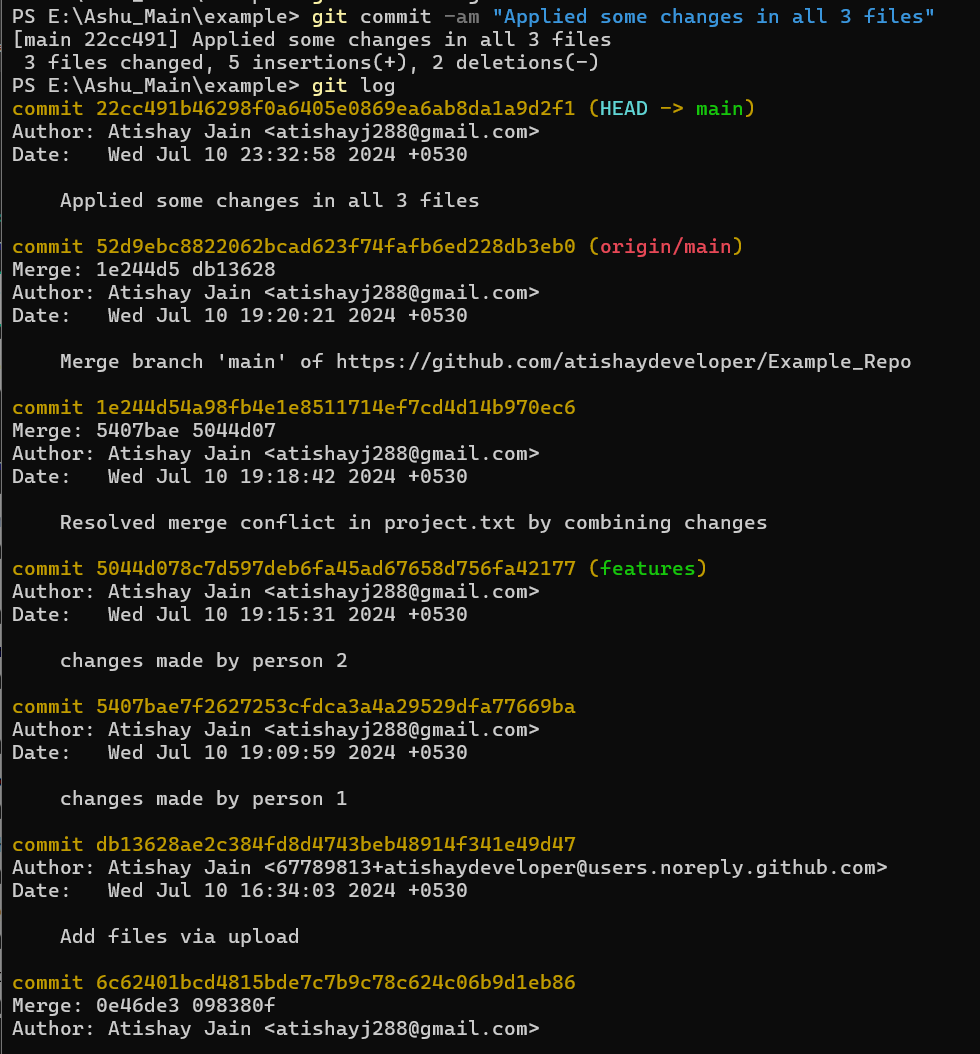 PS E:\Ashu_Main\example> git commit -am "Applied some changes in all 3 files"
[main 22cc491] Applied some changes in all 3 files
 3 files changed, 5 insertions(+), 2 deletions(-)
PS E:\Ashu_Main\example> git log
commit 22cc491b46298f0a6405e0869ea6ab8da1a9d2f1 (HEAD -> main)
Author: Atishay Jain <atishayj288@gmail.com>
Date:   Wed Jul 10 23:32:58 2024 +0530

    Applied some changes in all 3 files

commit 52d9ebc8822062bcad623f74fafb6ed228db3eb0 (origin/main)
Merge: 1e244d5 db13628
Author: Atishay Jain <atishayj288@gmail.com>
Date:   Wed Jul 10 19:20:21 2024 +0530

    Merge branch 'main' of https://github.com/atishaydeveloper/Example_Repo

commit 1e244d54a98fb4e1e8511714ef7cd4d14b970ec6
Merge: 5407bae 5044d07
Author: Atishay Jain <atishayj288@gmail.com>
Date:   Wed Jul 10 19:18:42 2024 +0530

    Resolved merge conflict in project.txt by combining changes

commit 5044d078c7d597deb6fa45ad67658d756fa42177 (features)
Author: Atishay Jain <atishayj288@gmail.com>
Date:   Wed Jul 10 19:15:31 2024 +0530

    changes made by person 2

commit 5407bae7f2627253cfdca3a4a29529dfa77669ba
Author: Atishay Jain <atishayj288@gmail.com>
Date:   Wed Jul 10 19:09:59 2024 +0530

    changes made by person 1

commit db13628ae2c384fd8d4743beb48914f341e49d47
Author: Atishay Jain <67789813+atishaydeveloper@users.noreply.github.com>
Date:   Wed Jul 10 16:34:03 2024 +0530

    Add files via upload

commit 6c62401bcd4815bde7c7b9c78c624c06b9d1eb86
Merge: 0e46de3 098380f
Author: Atishay Jain <atishayj288@gmail.com>